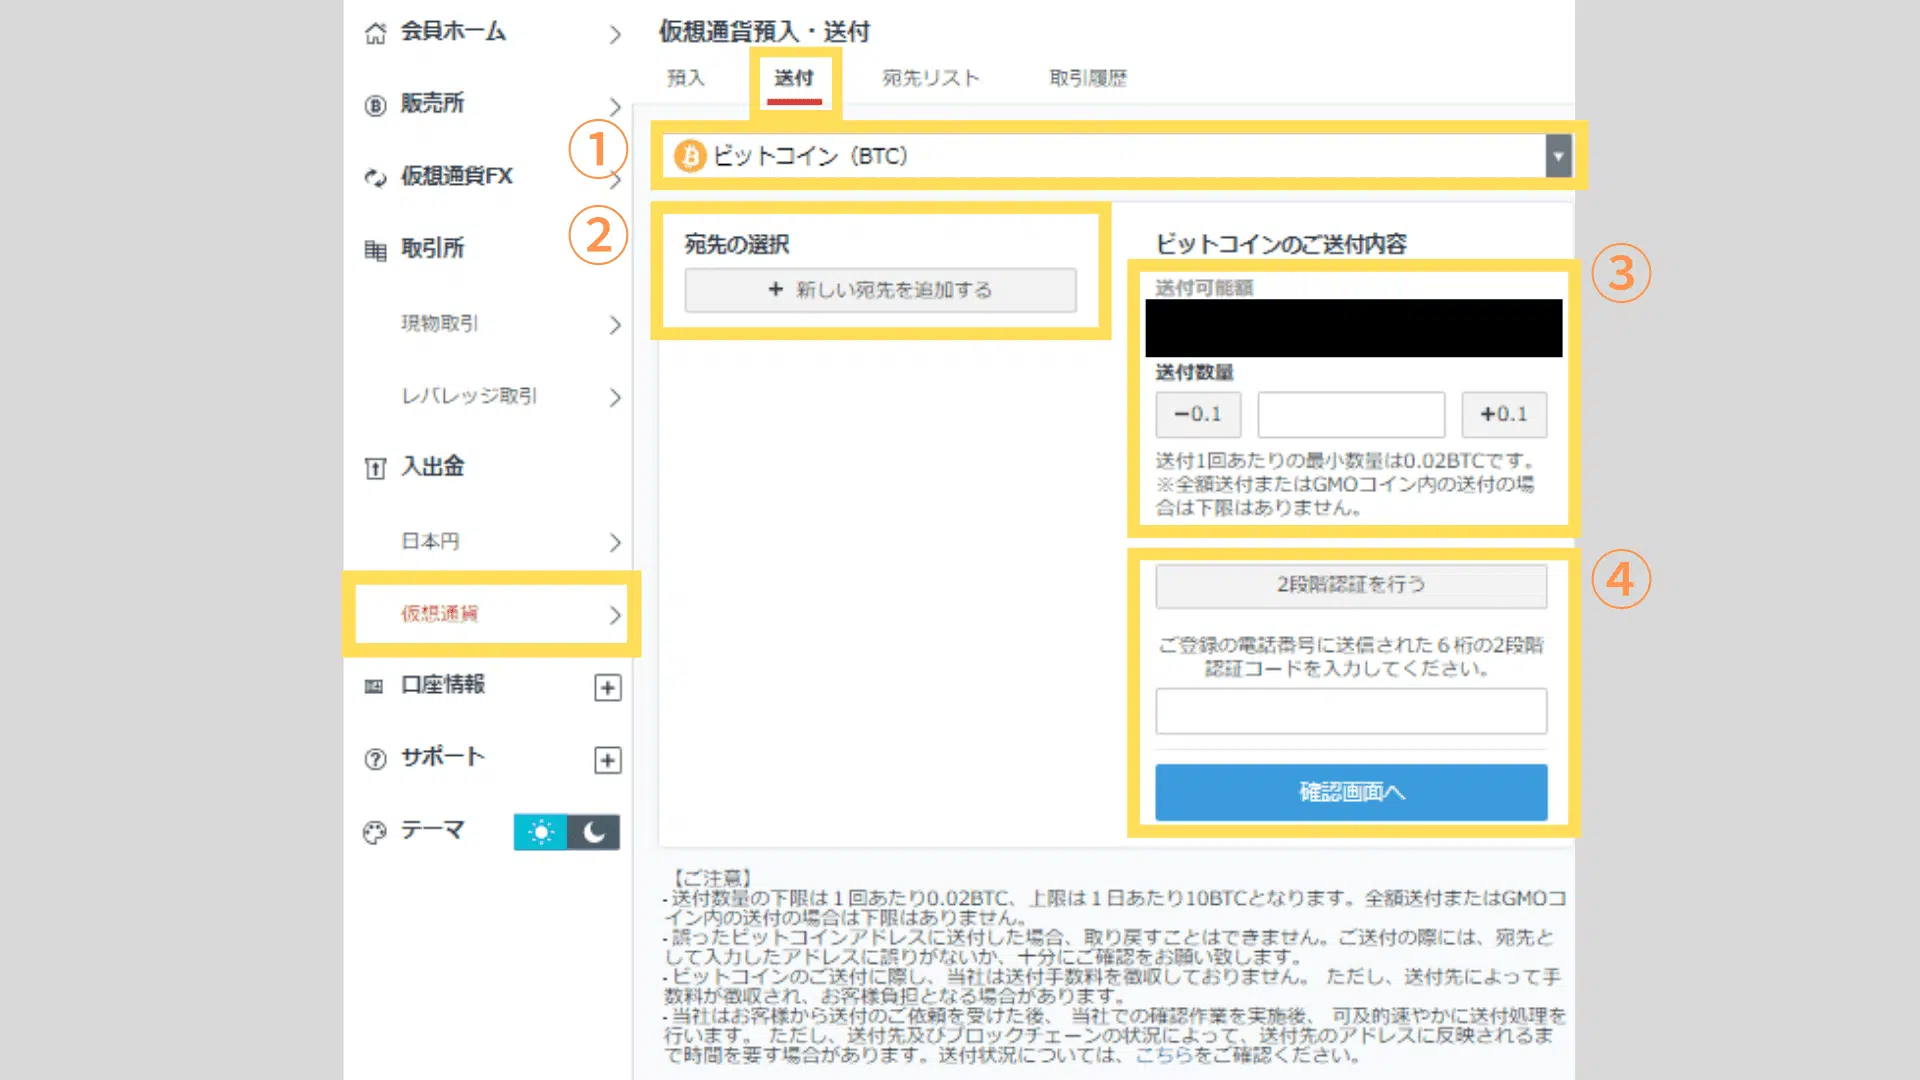 会員ホーム
販売所
仮想通貨FX
取引所
現物取引
レバレッジ取引
入出金
日本円
仮想通貨
口座情報
サポート
テーマ
仮想通貨預入・送付
預入
送付
宛先リスト
取引履歴
①
ビットコイン（BTC）
②
宛先の選択
+ 新しい宛先を追加する
ビットコインのご送付内容
③
送付可能額
送付数量
−0.1
+0.1
送付1回あたりの最小数量は0.02BTCです。
※全額送付またはGMOコイン内の送付の場
合は下限はありません。
④
2段階認証を行う
ご登録の電話番号に送信された６桁の2段階
認証コードを入力してください。
確認画面へ
【ご注意】
- 送付数量の下限は１回あたり0.02BTC、上限は１日あたり10BTCとなります。全額送付またはGMOコ
イン内の送付の場合は下限はありません。
- 誤ったビットコインアドレスに送付した場合、取り戻すことはできません。ご送付の際には、宛先と
して入力したアドレスに誤りがないか、十分にご確認をお願い致します。
- ビットコインのご送付に際し、当社は送付手数料を徴収しておりません。 ただし、送付先によって手
数料が徴収され、お客様負担となる場合があります。
- 当社はお客様から送付のご依頼を受けた後、 当社での確認作業を実施後、 可及的速やかに送付処理を
行います。 ただし、送付先及びブロックチェーンの状況によって、送付先のアドレスに反映されるま
で時間を要す場合があります。送付状況については、こちらをご確認ください。